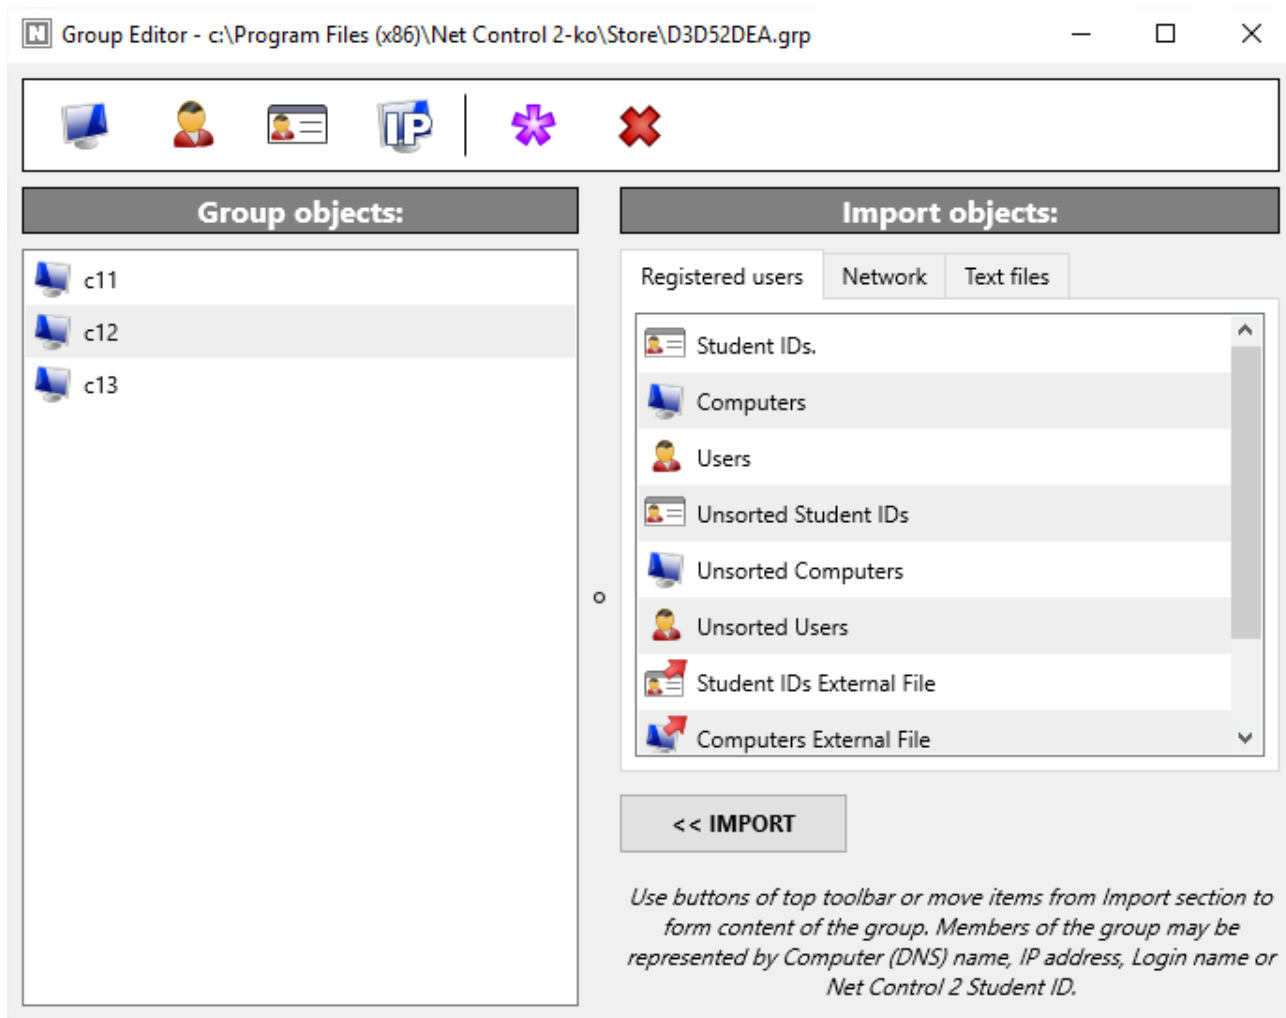 N Group Editor - c:\Program Files (x86)\Net Control 2-ko\Store\D3D52DEA.grp
IP
Group objects:
Import objects:
c11
c12
c13
Registered users Network Text files
Student IDs.
Computers
Users
Unsorted Student IDs
Unsorted Computers
Unsorted Users
Student IDs External File
Computers External File
<< IMPORT
Use buttons of top toolbar or move items from Import section to
form content of the group. Members of the group may be
represented by Computer (DNS) name, IP address, Login name or
Net Control 2 Student ID.